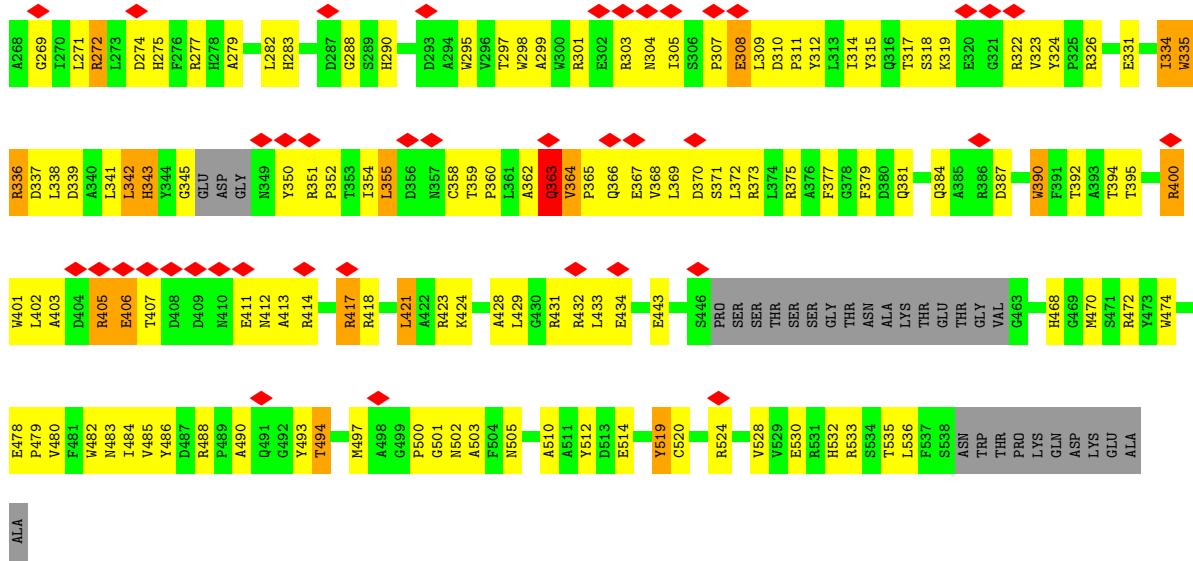 A268 G269 I270 L271 R272 L273 D274 H275 F276 R277 H278 A279 L282 H283 D287 G288 S289 H290 D293 A294 W295 V296 T297 W298 A299 W300 R301 E302 R303 N304 I305 S306 P307 E308 L309 D310 P311 Y312 L313 I314 Y315 Q316 T317 S318 K319 E320 G321 R322 V323 Y324 P325 R326 E331 I334 W335
R336 D337 L338 D339 A340 L341 L342 H343 Y344 G345 GLU ASP GLY N349 Y350 R351 P352 T353 I354 L355 D356 N357 C358 T359 P360 L361 A362 Q363 V364 P365 Q366 E367 V368 L369 D370 S371 L372 R373 L374 R375 A376 F377 G378 F379 D380 Q381 Q384 A385 R386 D387 W390 F391 T392 A393 T394 T395 R400
W401 L402 A403 D404 R405 E406 T407 D408 D409 N410 E411 N412 A413 R414 R417 R418 L421 A422 R423 K424 A428 L429 G430 R431 R432 L433 E434 E443 S446 PRO SER SER THR SER SER GLY THR ASN ALA LYS THR GLU THR GLY VAL G463 H468 G469 M470 S471 R472 Y473 W474
E478 P479 V480 F481 W482 N483 I484 V485 Y486 D487 R488 P489 A490 Q491 G492 Y493 T494 M497 A498 G499 P500 G501 N502 A503 F504 N505 A510 A511 Y512 D513 E514 Y519 C520 R524 V528 V529 E530 R531 H532 R533 S534 T535 L536 F537 S538 ASN TRP THR PRO LYS GLN ASP LYS GLU ALA
ALA